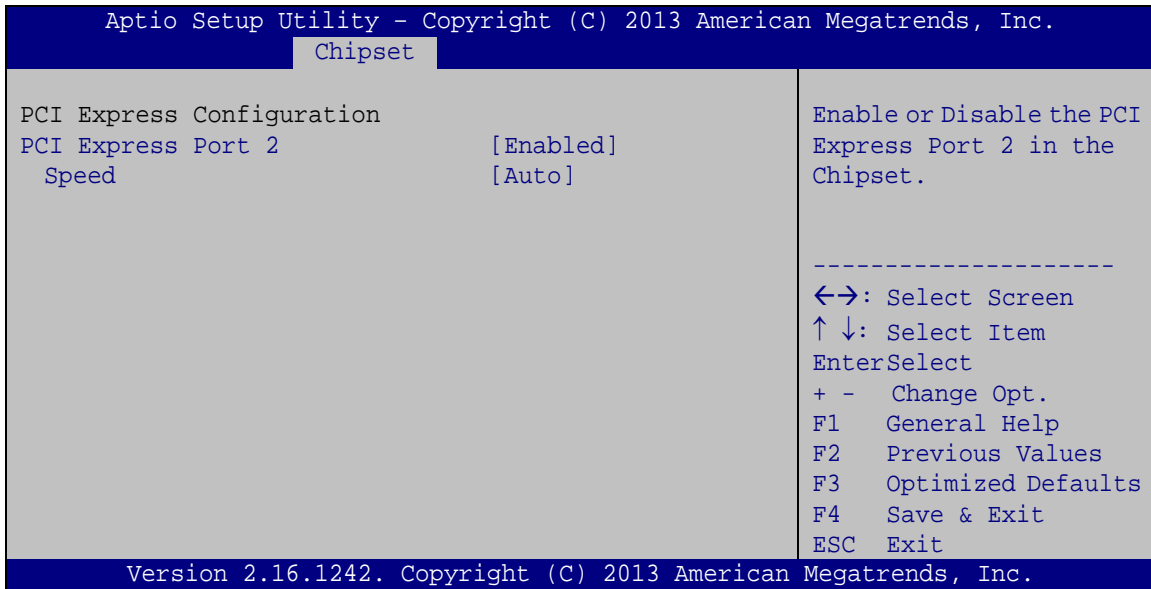 Aptio Setup Utility – Copyright (C) 2013 American Megatrends, Inc.
Chipset
PCI Express Configuration
PCI Express Port 2 [Enabled]
Speed [Auto]
Enable or Disable the PCI
Express Port 2 in the
Chipset.
---------------------
←→: Select Screen
↑ ↓: Select Item
EnterSelect
+ - Change Opt.
F1 General Help
F2 Previous Values
F3 Optimized Defaults
F4 Save & Exit
ESC Exit
Version 2.16.1242. Copyright (C) 2013 American Megatrends, Inc.